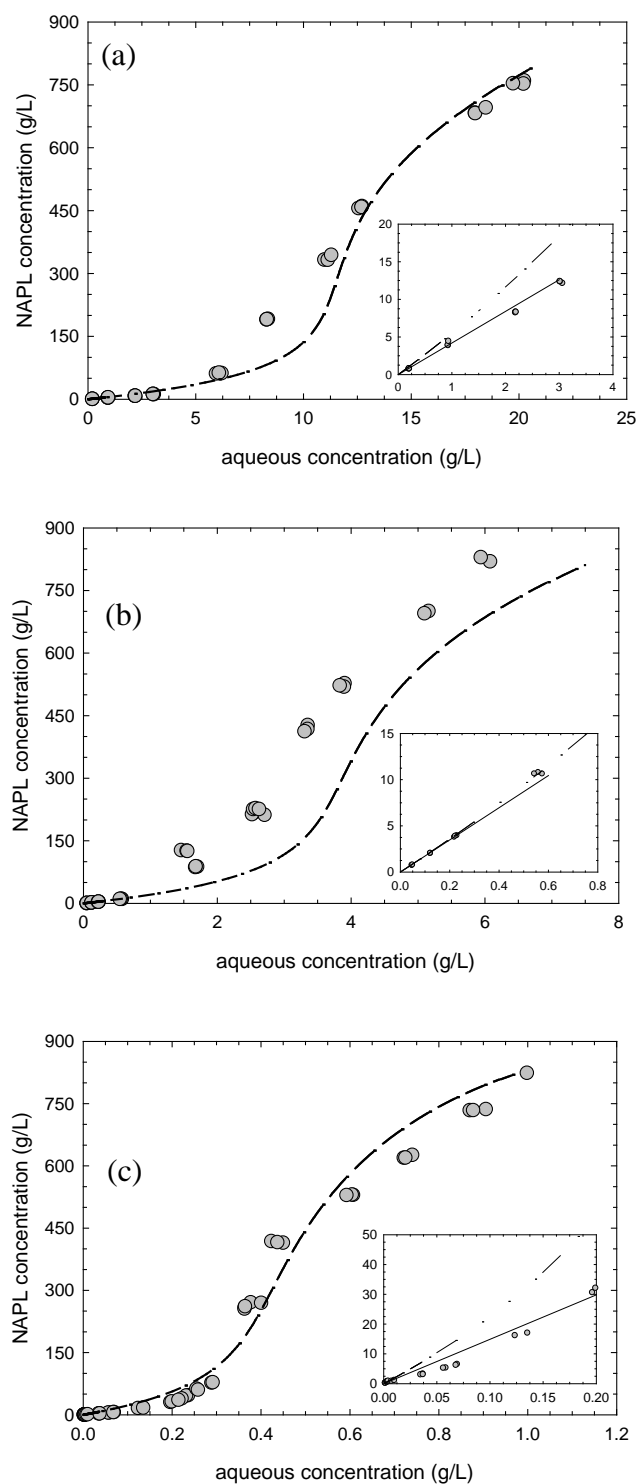 (a)
NAPL concentration (g/L)
900
750
600
450
300
150
0
0 5 10 15 20 25
aqueous concentration (g/L)
20
15
10
5
0
0 1 2 3 4
(b)
NAPL concentration (g/L)
900
750
600
450
300
150
0
0 2 4 6 8
aqueous concentration (g/L)
15
10
5
0
0.0 0.2 0.4 0.6 0.8
(c)
NAPL concentration (g/L)
900
750
600
450
300
150
0
0.0 0.2 0.4 0.6 0.8 1.0 1.2
aqueous concentration (g/L)
50
40
30
20
10
0
0.00 0.05 0.10 0.15 0.20